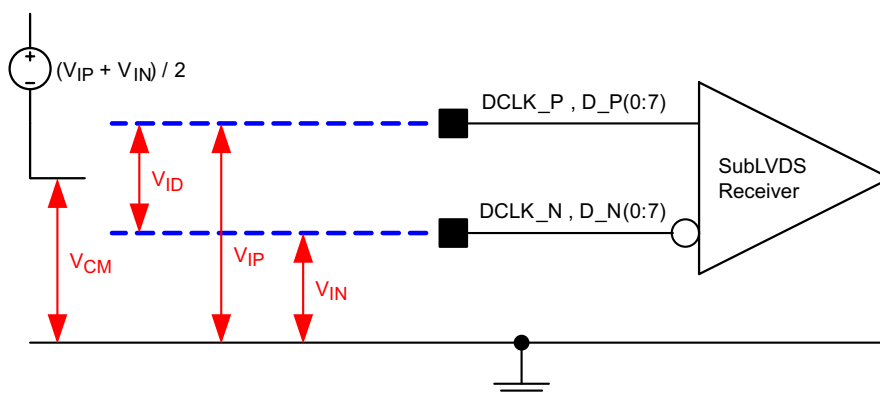 +
(VIP + VIN) / 2
–
DCLK_P , D_P(0:7)
SubLVDS
Receiver
VID
DCLK_N , D_N(0:7)
VCM
VIP
VIN